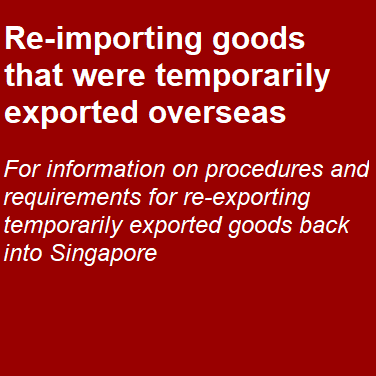 Re-importing goods
that were temporarily
exported overseas
For information on procedures and
requirements for re-exporting
temporarily exported goods back
into Singapore